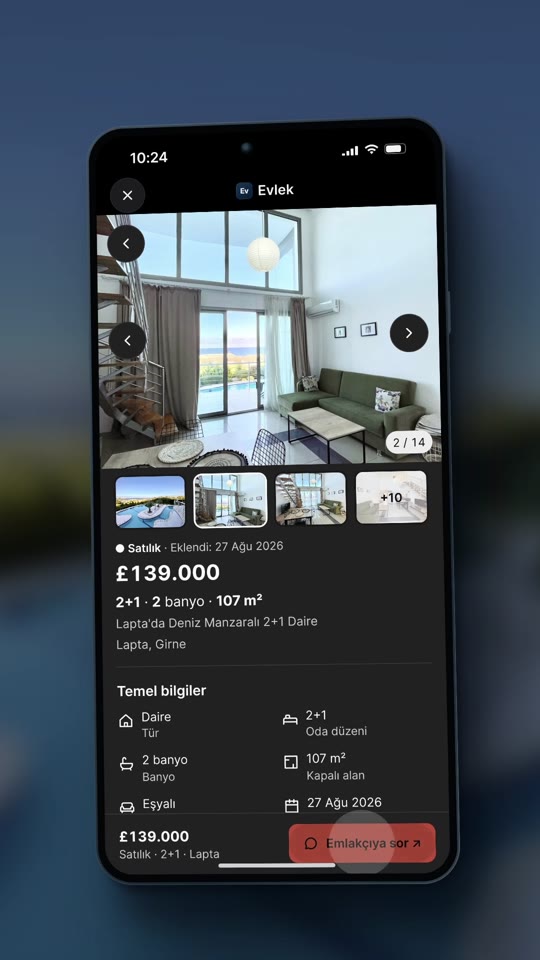 10:24
Ev Evlek
2 / 14
+10
Satılık · Eklendi: 27 Ağu 2026
£139.000
2+1 · 2 banyo · 107 m²
Lapta'da Deniz Manzaralı 2+1 Daire
Lapta, Girne
Temel bilgiler
Daire
Tür
2+1
Oda düzeni
2 banyo
Banyo
107 m²
Kapalı alan
Eşyalı
27 Ağu 2026
£139.000
Satılık · 2+1 · Lapta
Emlakçıya sor ↗